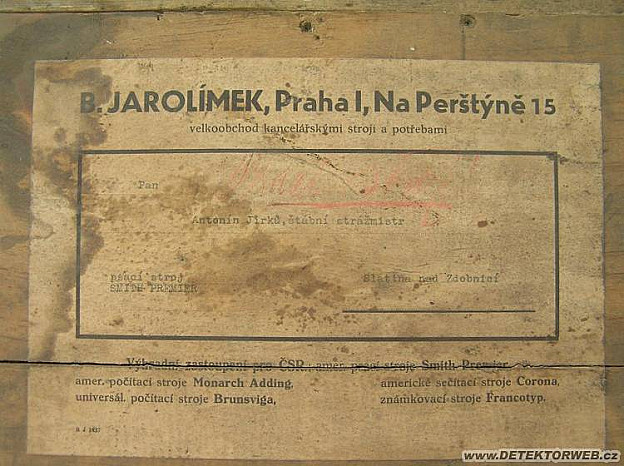 B. JAROLÍMEK, Praha I, Na Perštýně 15
velkoobchod kancelářskými stroji a potřebami
Pan
Antonín Jirků, štábní strážmistr
psací stroj
SMITH PREMIER
Slatina nad Zdobnicí
Výhradní zastoupení pro ČSR: amer. psací stroje Smith Premier,
amer. počítací stroje Monarch Adding,
universál. počítací stroje Brunsviga,
americké sečítací stroje Corona,
známkovací stroje Francotyp.
www.DETEKTORWEB.cz